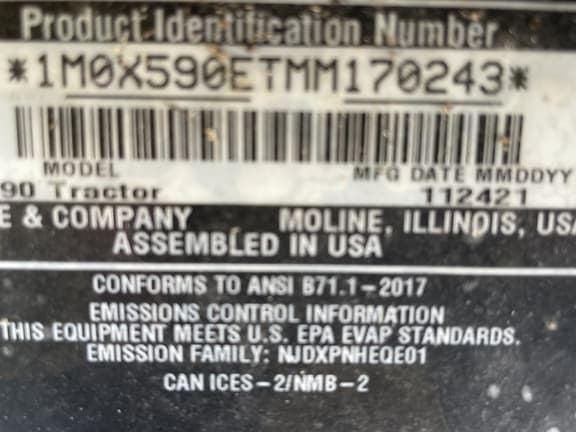 Product Identification Number
*1M0X590ETMM170243*
MODEL MFG DATE MMDDYY
90 Tractor 112421
E & COMPANY MOLINE, ILLINOIS, USA
ASSEMBLED IN USA
CONFORMS TO ANSI B71.1-2017
EMISSIONS CONTROL INFORMATION
THIS EQUIPMENT MEETS U.S. EPA EVAP STANDARDS.
EMISSION FAMILY: NJDXPNHEQE01
CAN ICES-2/NMB-2